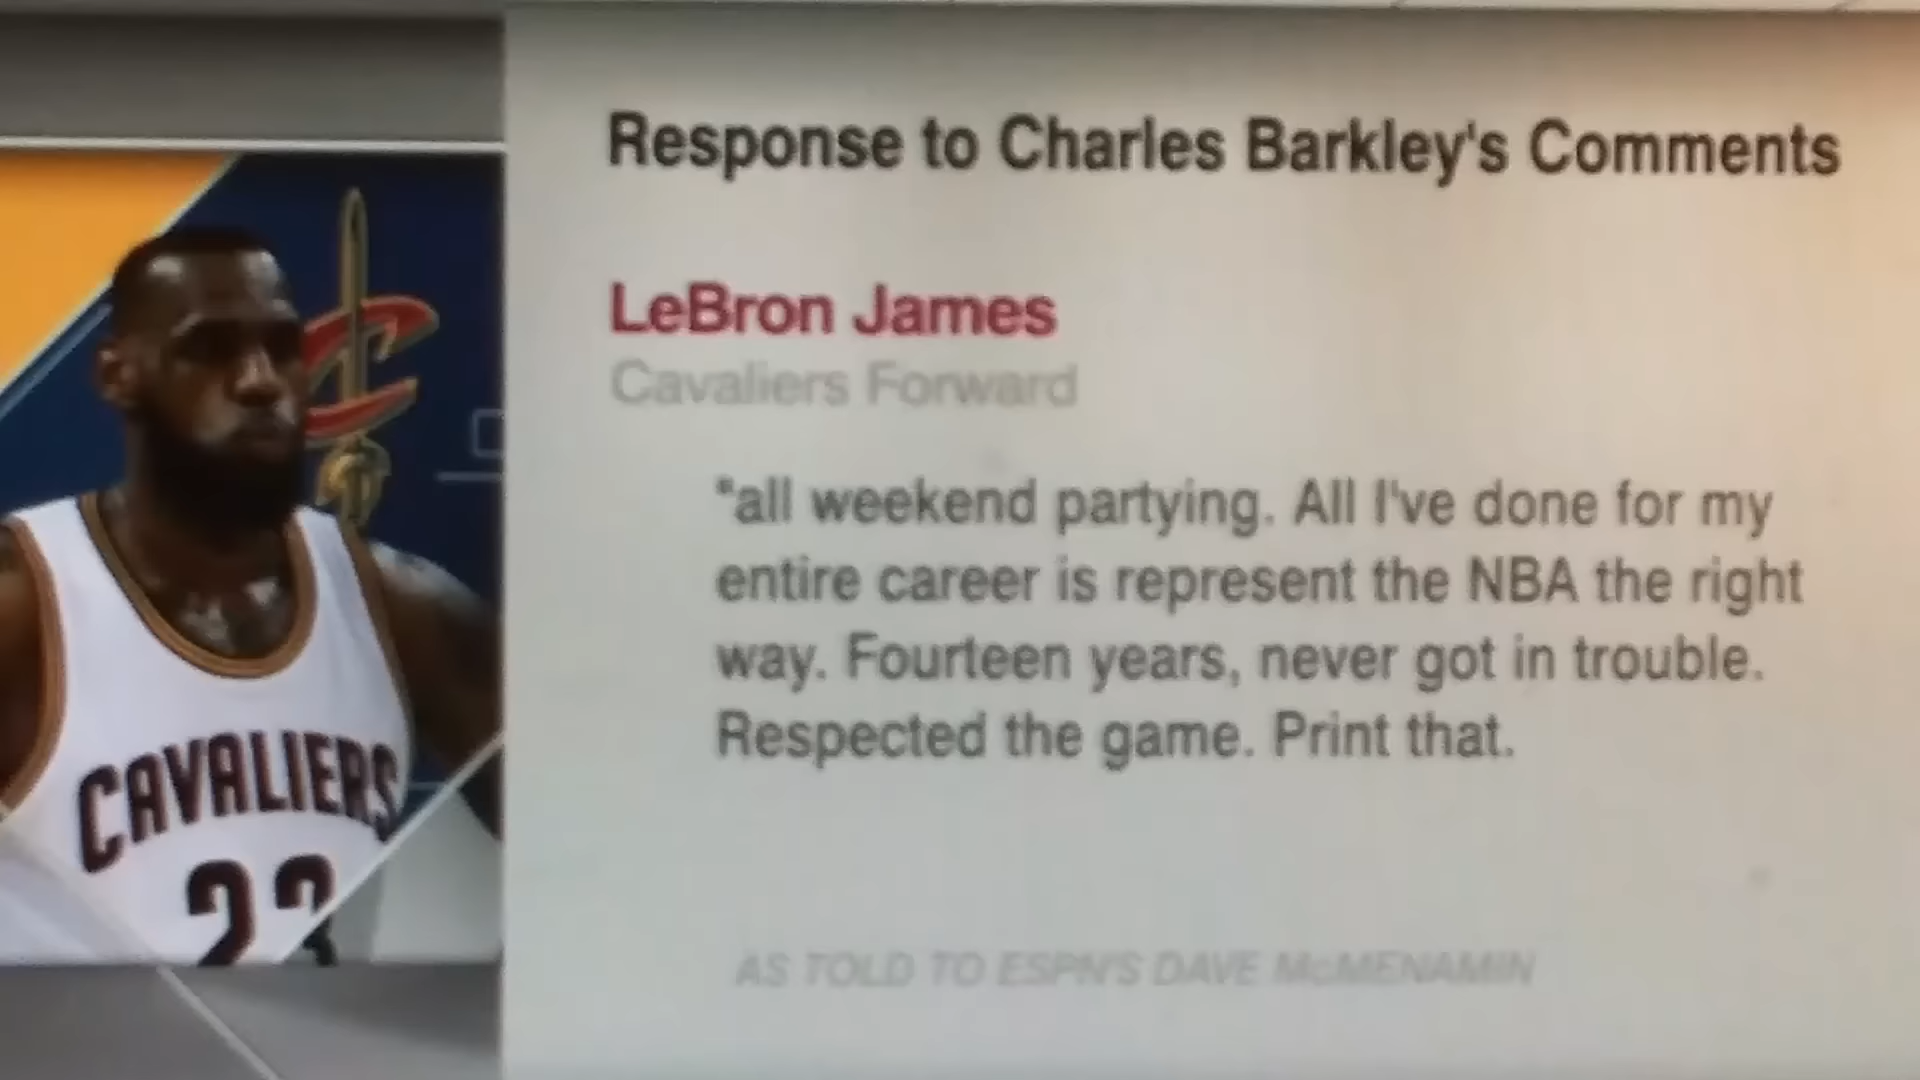 Response to Charles Barkley's Comments
LeBron James
Cavaliers Forward
"all weekend partying. All I've done for my
entire career is represent the NBA the right
way. Fourteen years, never got in trouble.
Respected the game. Print that.
AS TOLD TO ESPN'S DAVE McMENAMIN
CAVALIERS
23